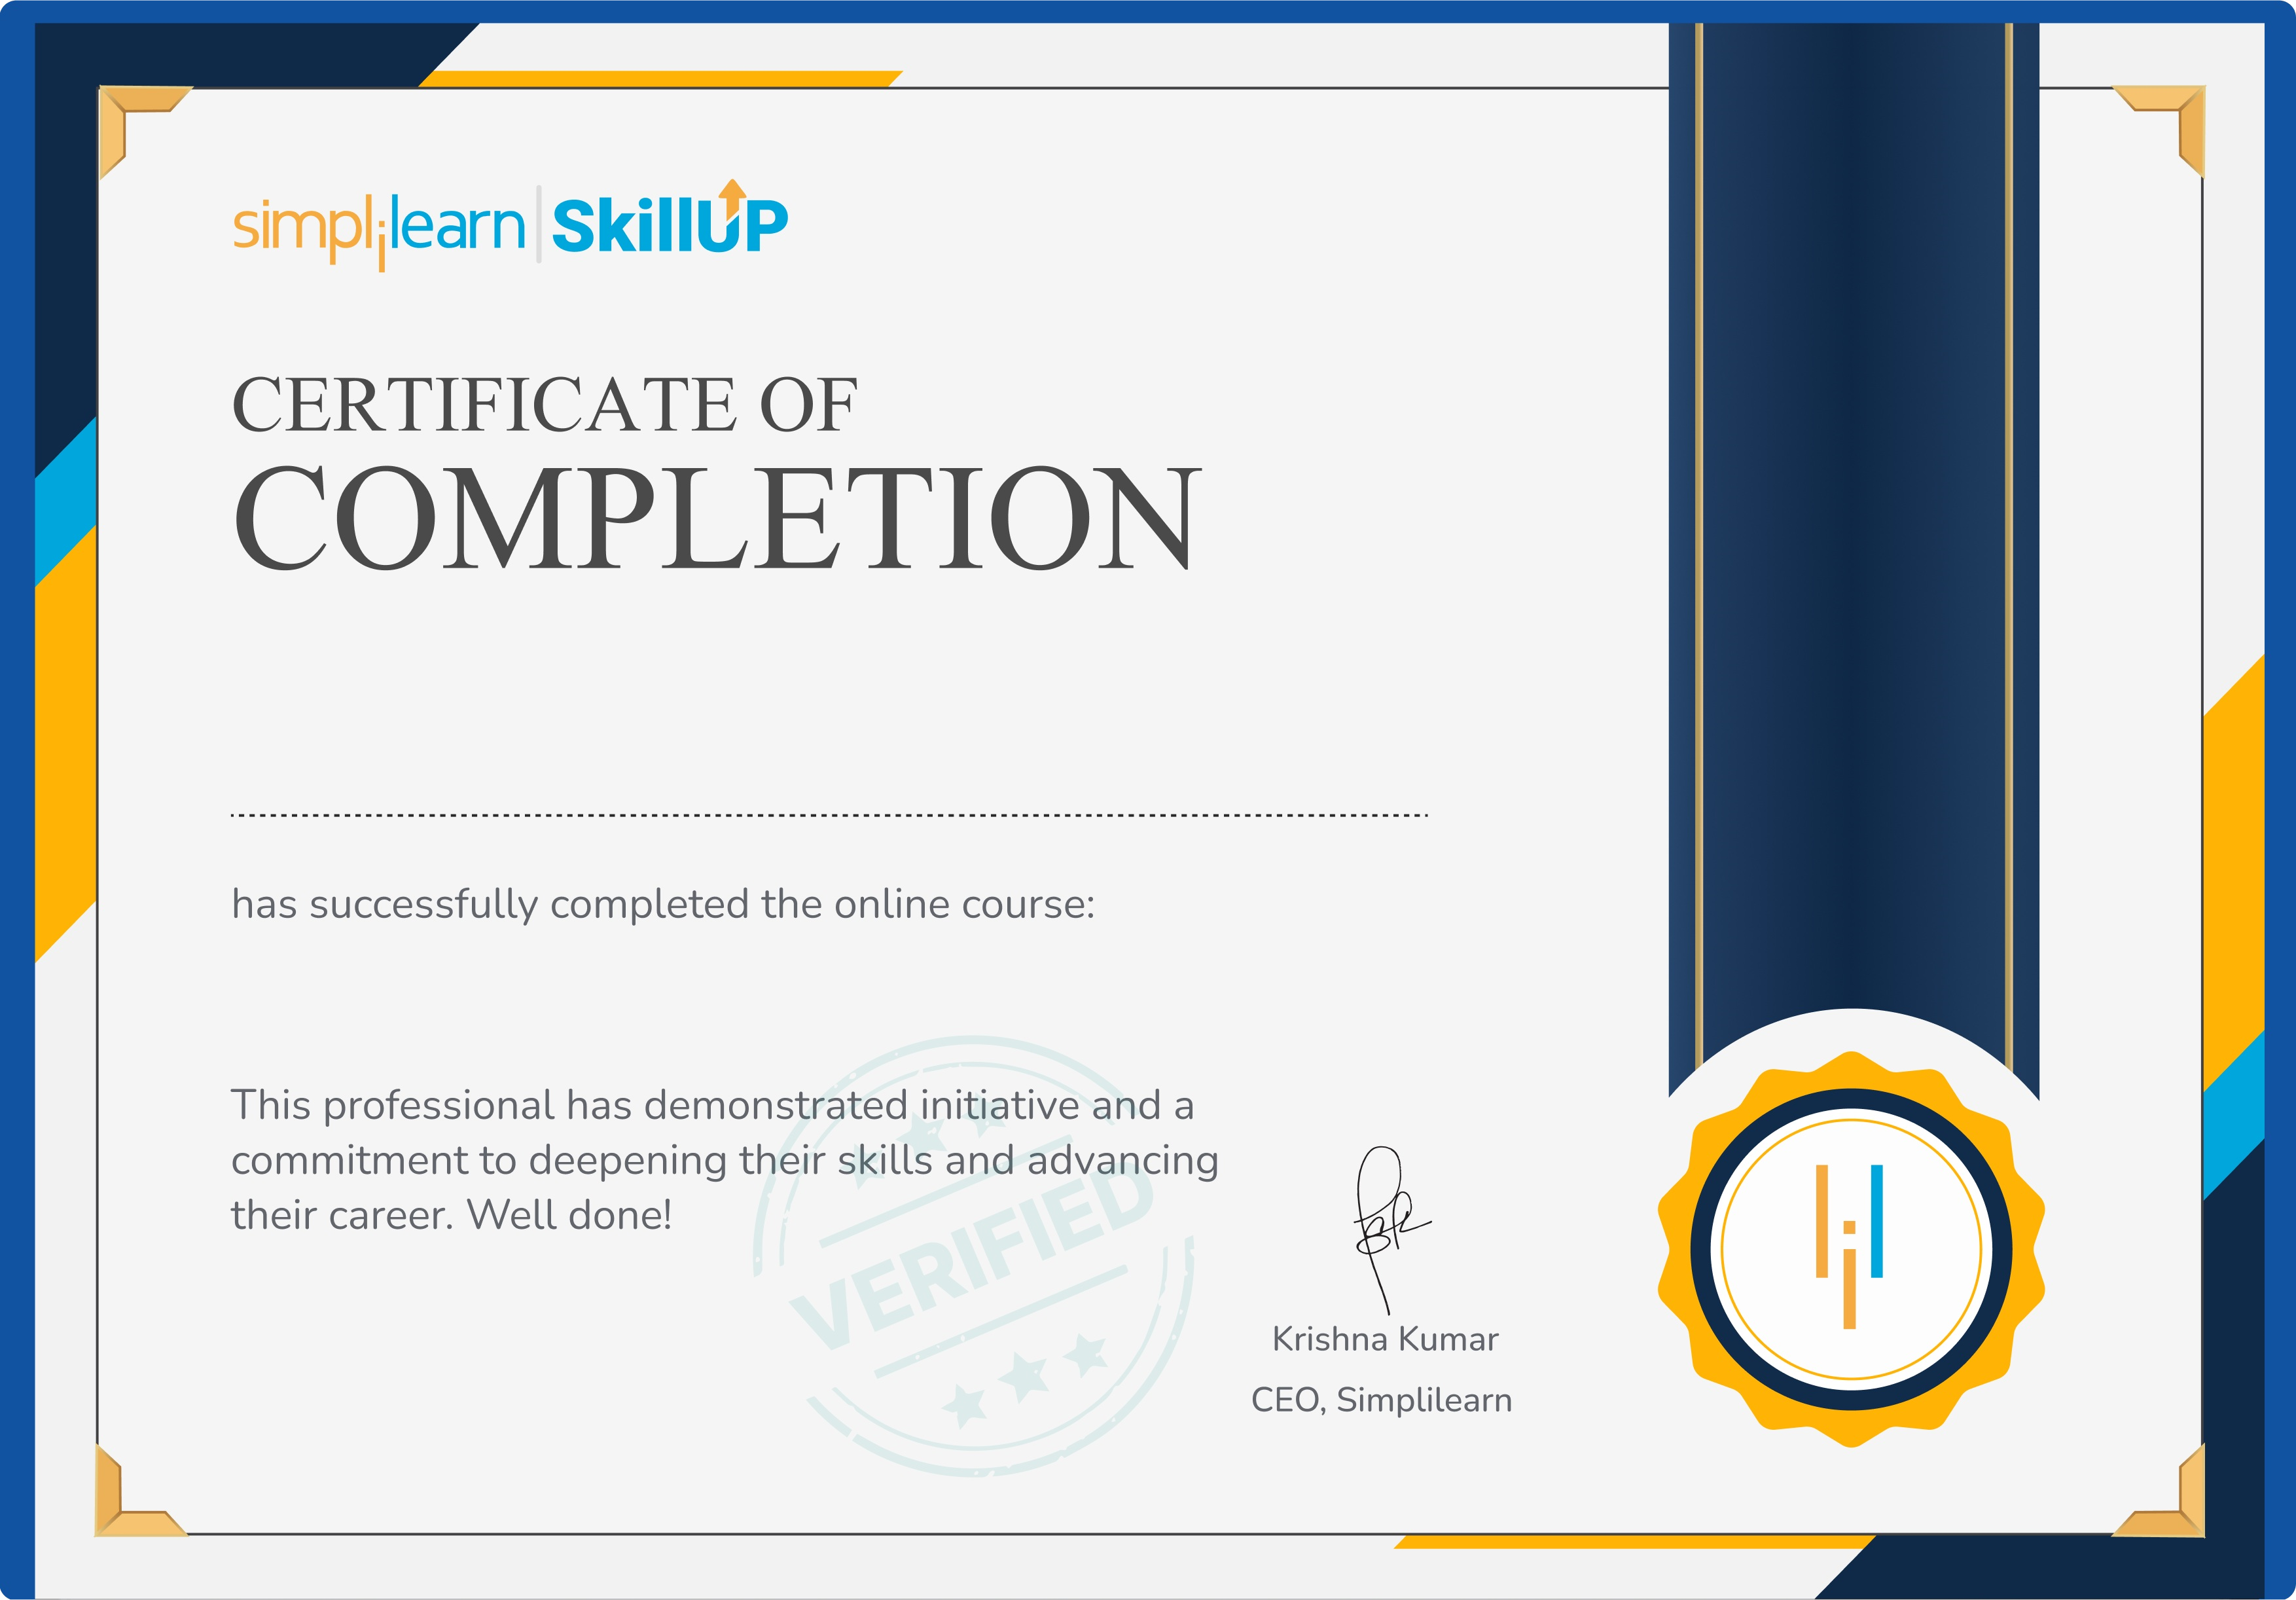 simplilearn | SkillUP
CERTIFICATE OF
COMPLETION
has successfully completed the online course:
This professional has demonstrated initiative and a
commitment to deepening their skills and advancing
their career. Well done!
VERIFIED
Krishna Kumar
CEO, Simplilearn